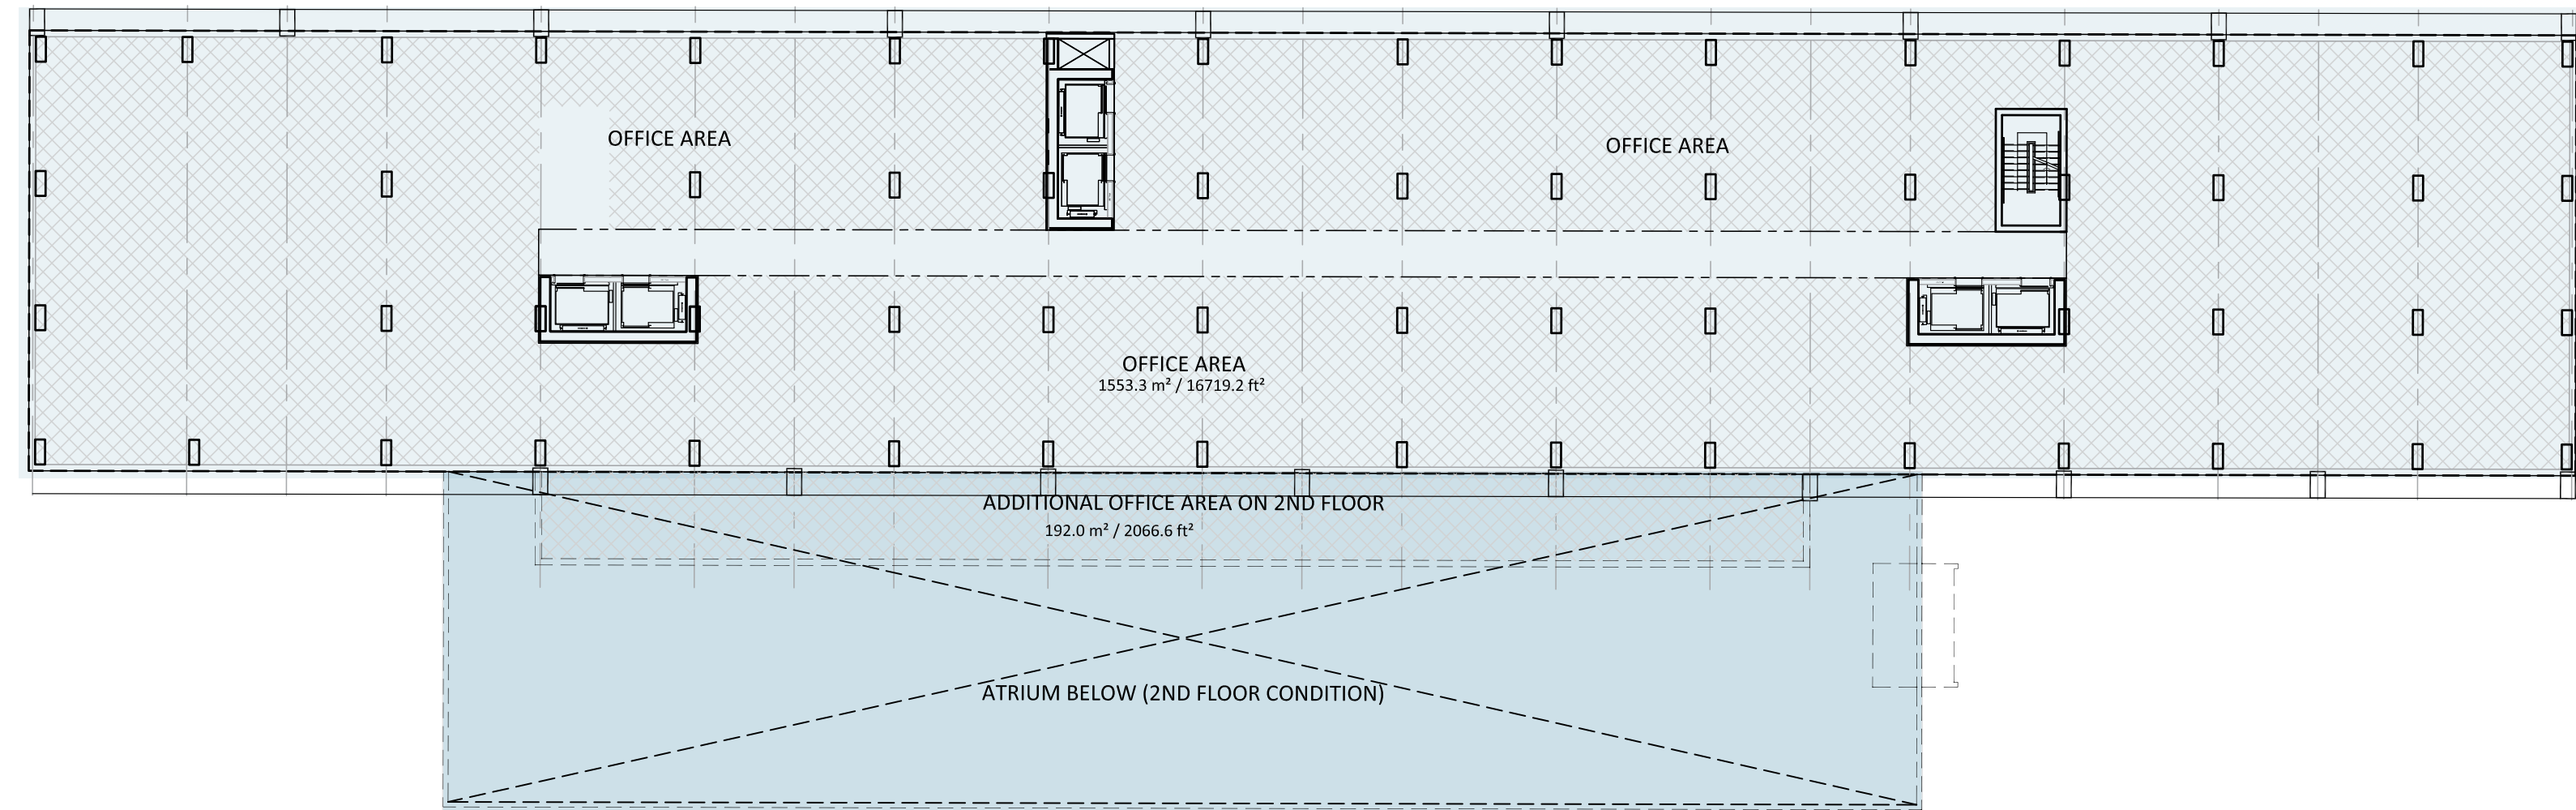 OFFICE AREA
OFFICE AREA
OFFICE AREA
1553.3 m² / 16719.2 ft²
ADDITIONAL OFFICE AREA ON 2ND FLOOR
192.0 m² / 2066.6 ft²
ATRIUM BELOW (2ND FLOOR CONDITION)